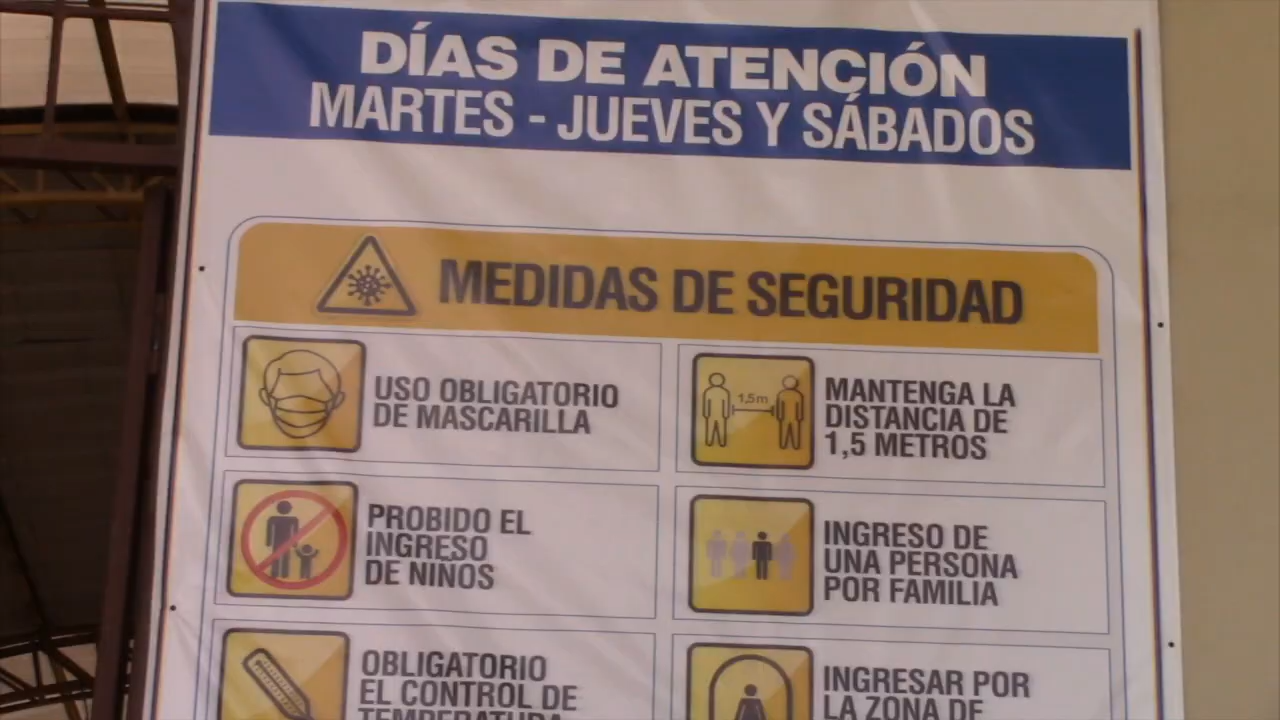 DÍAS DE ATENCIÓN
MARTES - JUEVES Y SÁBADOS
MEDIDAS DE SEGURIDAD
USO OBLIGATORIO
DE MASCARILLA
1,5m
MANTENGA LA
DISTANCIA DE
1,5 METROS
PROBIDO EL
INGRESO
DE NINOS
INGRESO DE
UNA PERSONA
POR FAMILIA
OBLIGATORIO
EL CONTROL DE
TEMPERATURA
INGRESAR POR
LA ZONA DE